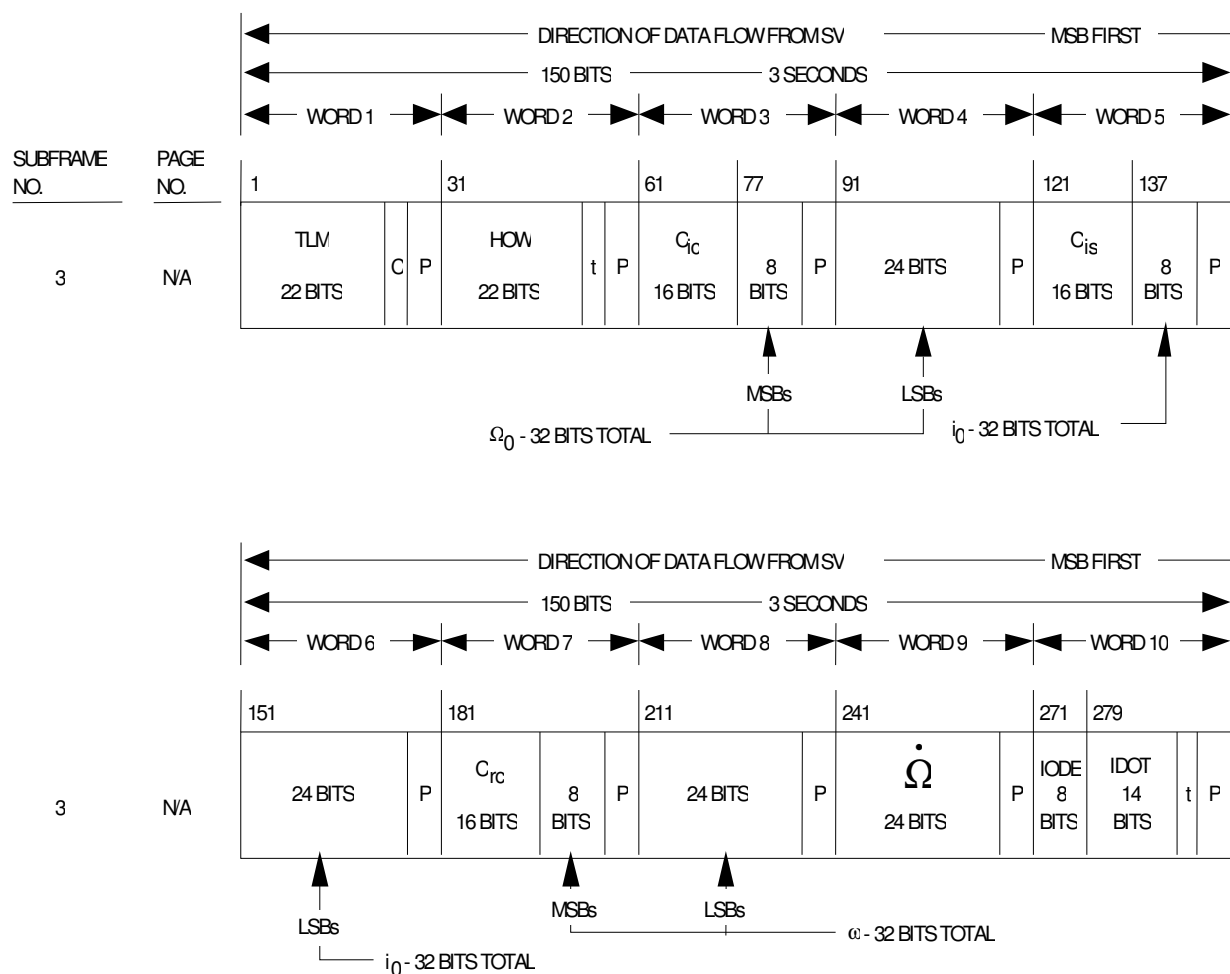 DIRECTION OF DATA FLOW FROM SV MSB FIRST
150 BITS 3 SECONDS
WORD 1 WORD 2 WORD 3 WORD 4 WORD 5
SUBFRAME NO. PAGE NO.
1 31 61 77 91 121 137
TLM HOW C_ic C_is
3 N/A C P t P 8 BITS P 24 BITS P 8 BITS P
22 BITS 22 BITS 16 BITS 16 BITS
MSBs LSBs
Ω₀ - 32 BITS TOTAL i₀ - 32 BITS TOTAL
DIRECTION OF DATA FLOW FROM SV MSB FIRST
150 BITS 3 SECONDS
WORD 6 WORD 7 WORD 8 WORD 9 WORD 10
151 181 211 241 271 279
C_rc Ω̇ IODE 8 BITS IDOT 14 BITS
3 N/A 24 BITS P 8 BITS P 24 BITS P P t P
16 BITS 24 BITS
LSBs MSBs LSBs
ω - 32 BITS TOTAL
i₀ - 32 BITS TOTAL